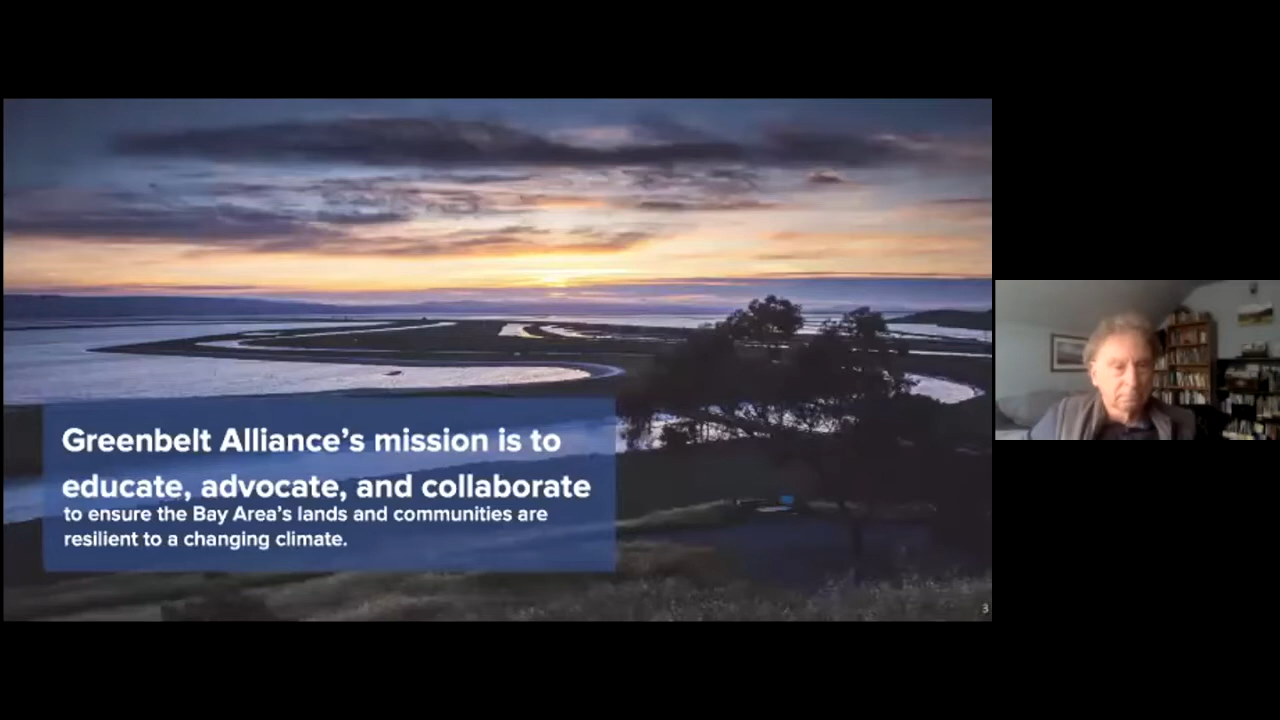 Greenbelt Alliance's mission is to
educate, advocate, and collaborate
to ensure the Bay Area's lands and communities are
resilient to a changing climate.
3